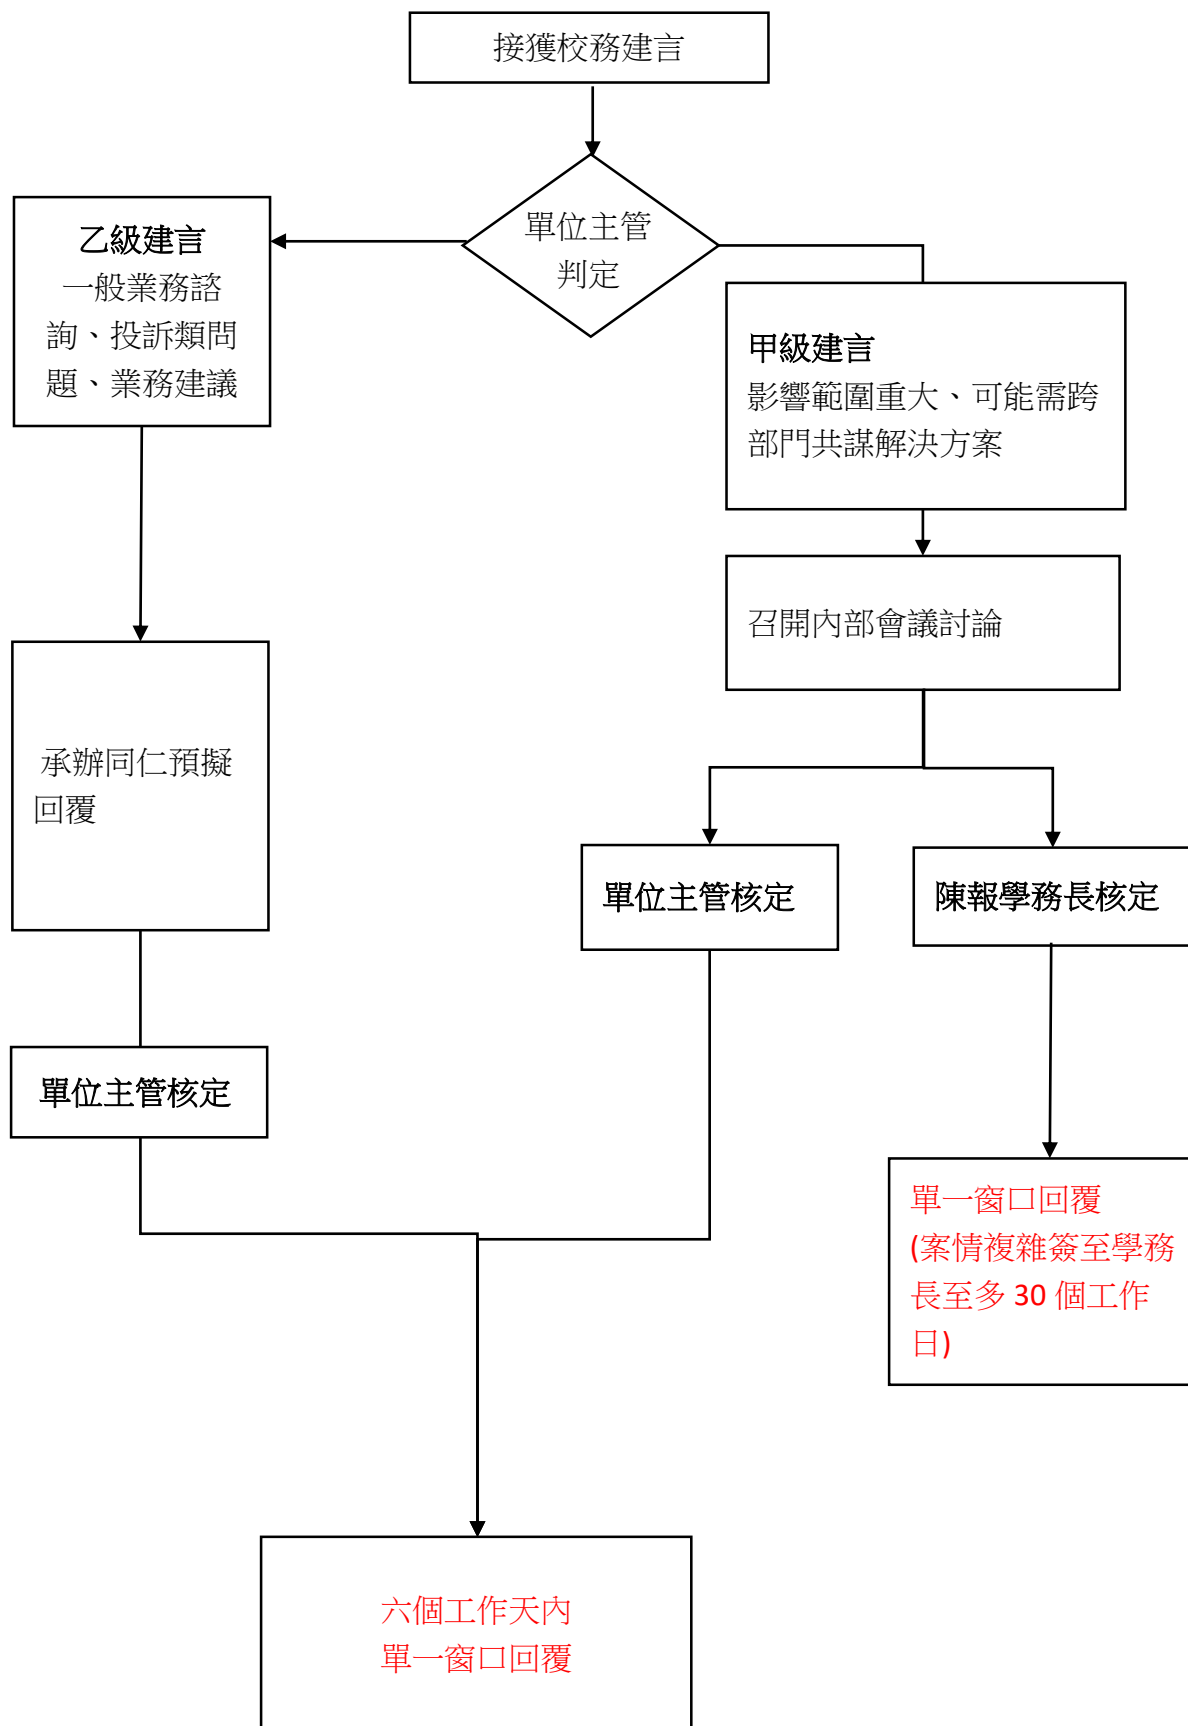 接獲校務建言
單位主管
判定
乙級建言
一般業務諮
詢、投訴類問
題、業務建議
甲級建言
影響範圍重大、可能需跨
部門共謀解決方案
召開內部會議討論
承辦同仁預擬
回覆
單位主管核定
陳報學務長核定
單位主管核定
單一窗口回覆
(案情複雜簽至學務
長至多 30 個工作
日)
六個工作天內
單一窗口回覆